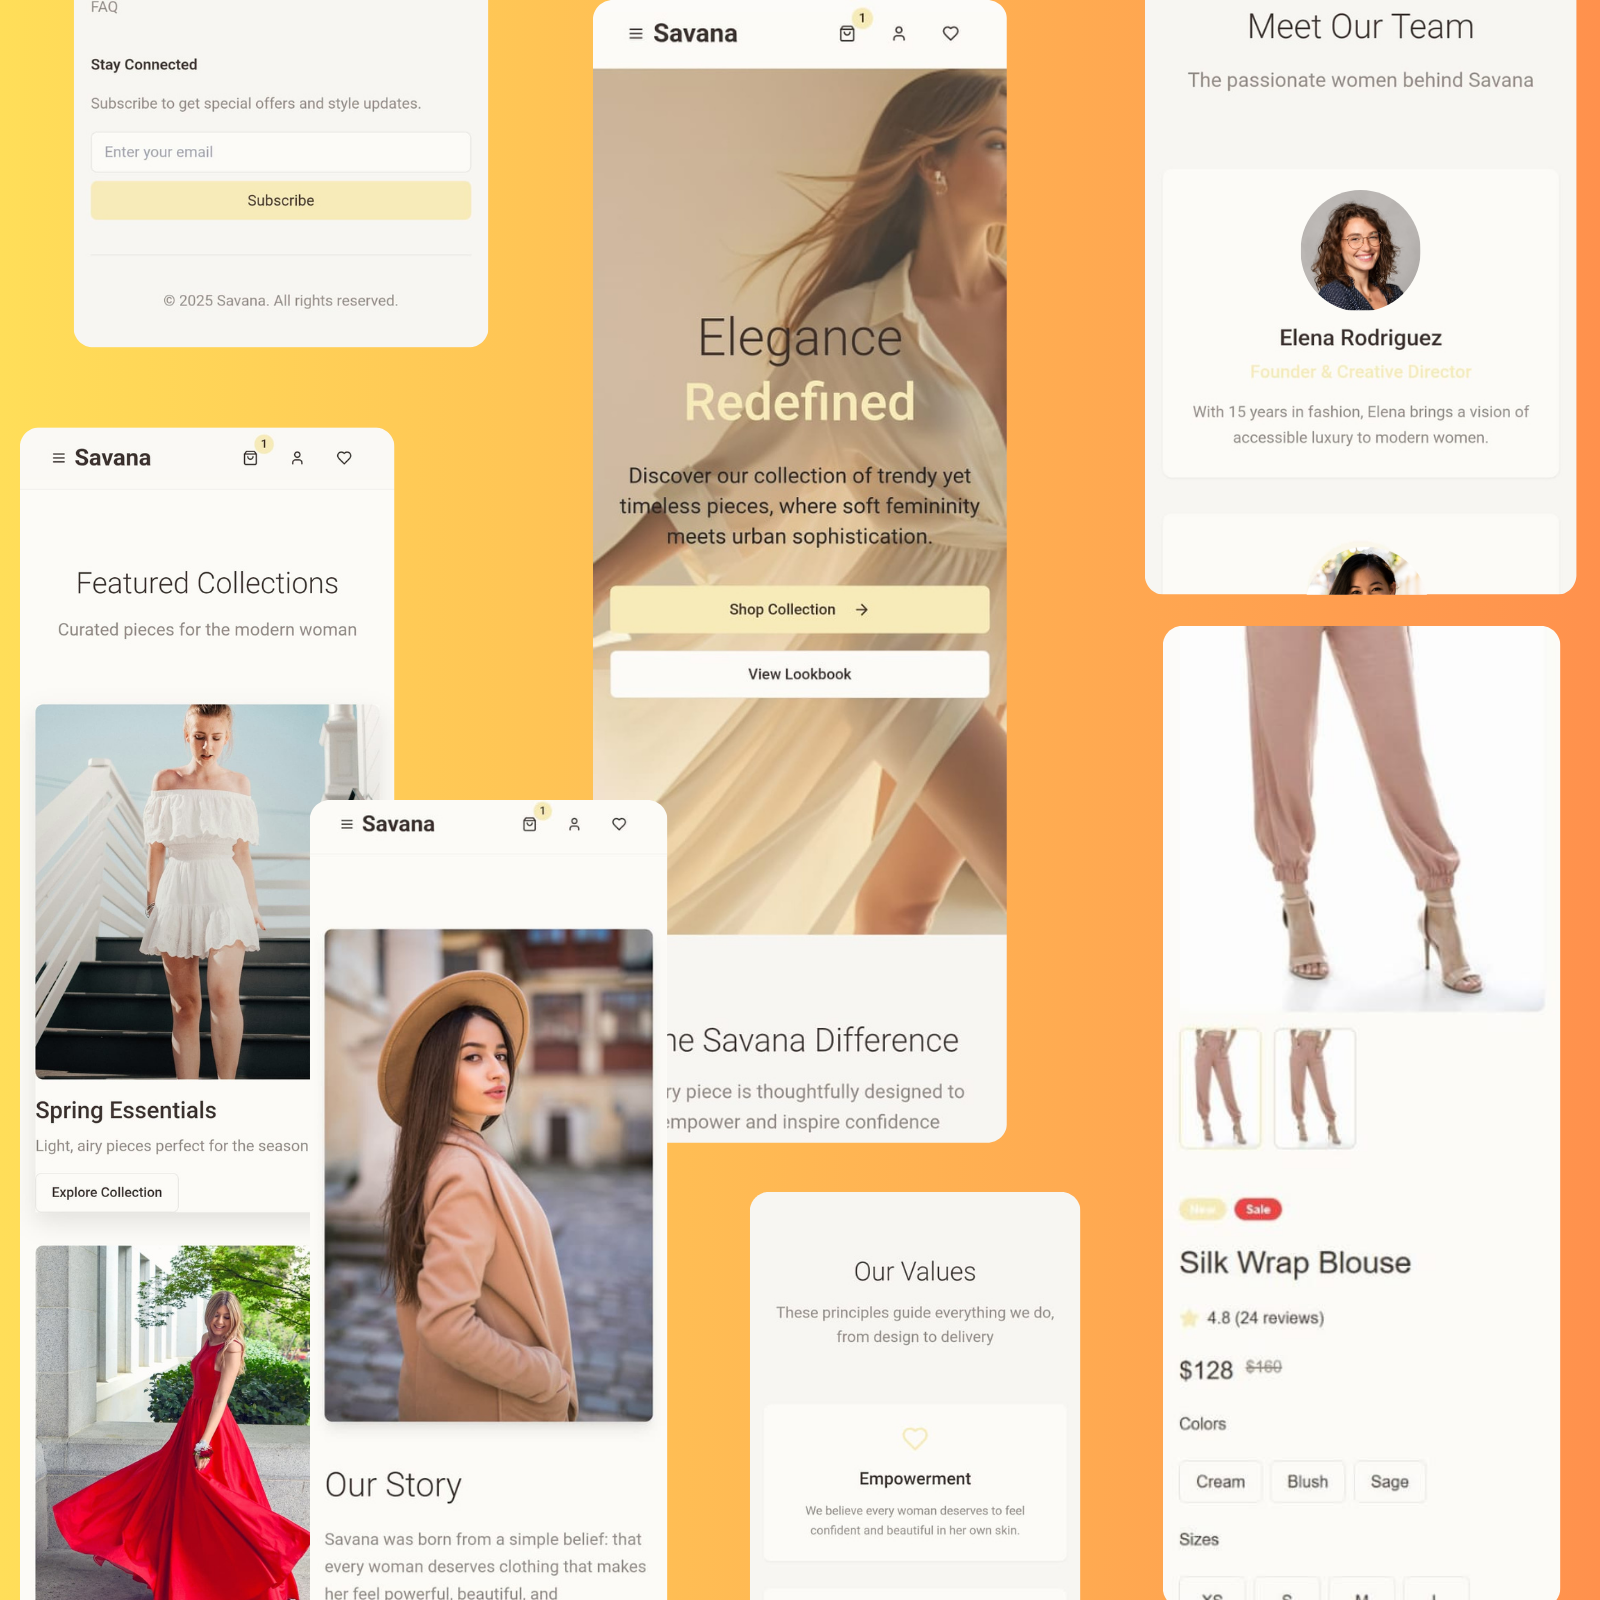 FAQ
Stay Connected
Subscribe to get special offers and style updates.
Enter your email
Subscribe
© 2025 Savana. All rights reserved.
Savana
1
Featured Collections
Curated pieces for the modern woman
Spring Essentials
Light, airy pieces perfect for the season
Explore Collection
Savana
1
Our Story
Savana was born from a simple belief: that
every woman deserves clothing that makes
her feel powerful, beautiful, and
Savana
1
Elegance
Redefined
Discover our collection of trendy yet
timeless pieces, where soft femininity
meets urban sophistication.
Shop Collection
View Lookbook
he Savana Difference
ry piece is thoughtfully designed to
empower and inspire confidence
Our Values
These principles guide everything we do,
from design to delivery
Empowerment
We believe every woman deserves to feel
confident and beautiful in her own skin.
Meet Our Team
The passionate women behind Savana
Elena Rodriguez
Founder & Creative Director
With 15 years in fashion, Elena brings a vision of
accessible luxury to modern women.
New Sale
Silk Wrap Blouse
4.8 (24 reviews)
$128 $160
Colors
Cream Blush Sage
Sizes
XS S M L